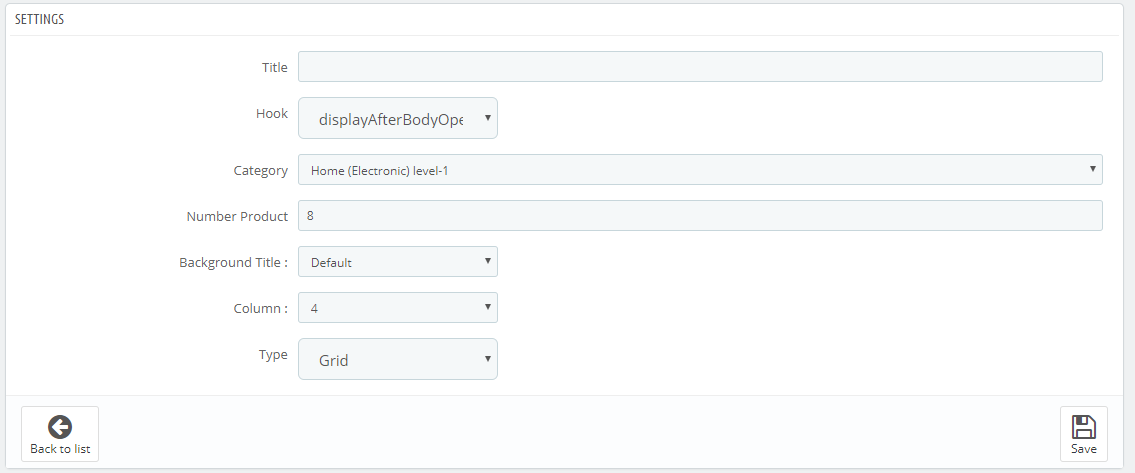 SETTINGS
Title
Hook displayAfterBodyOpe
Category Home (Electronic) level-1
Number Product 8
Background Title : Default
Column : 4
Type Grid
Back to list Save